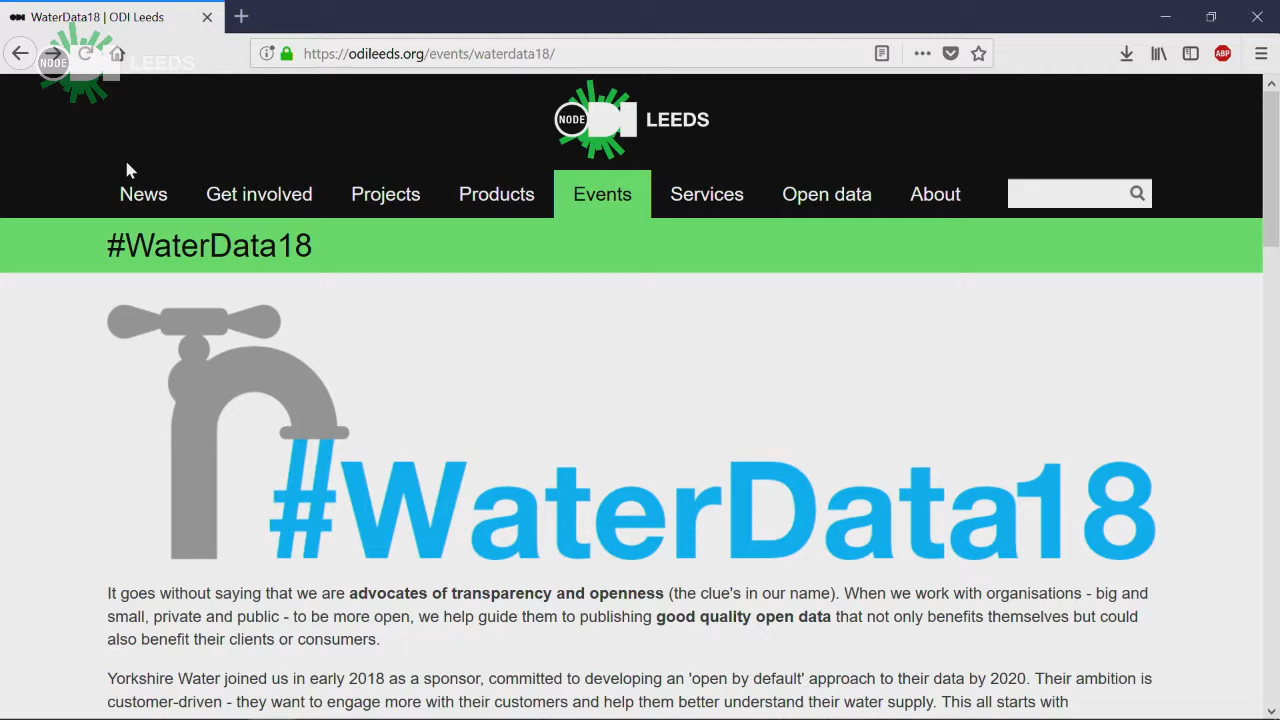 WaterData18 | ODI Leeds
https://odileeds.org/events/waterdata18/
ABP
NODE LEEDS
NODE LEEDS
News Get involved Projects Products Events Services Open data About
#WaterData18
#WaterData18
It goes without saying that we are advocates of transparency and openness (the clue's in our name). When we work with organisations - big and
small, private and public - to be more open, we help guide them to publishing good quality open data that not only benefits themselves but could
also benefit their clients or consumers.
Yorkshire Water joined us in early 2018 as a sponsor, committed to developing an 'open by default' approach to their data by 2020. Their ambition is
customer-driven - they want to engage more with their customers and help them better understand their water supply. This all starts with